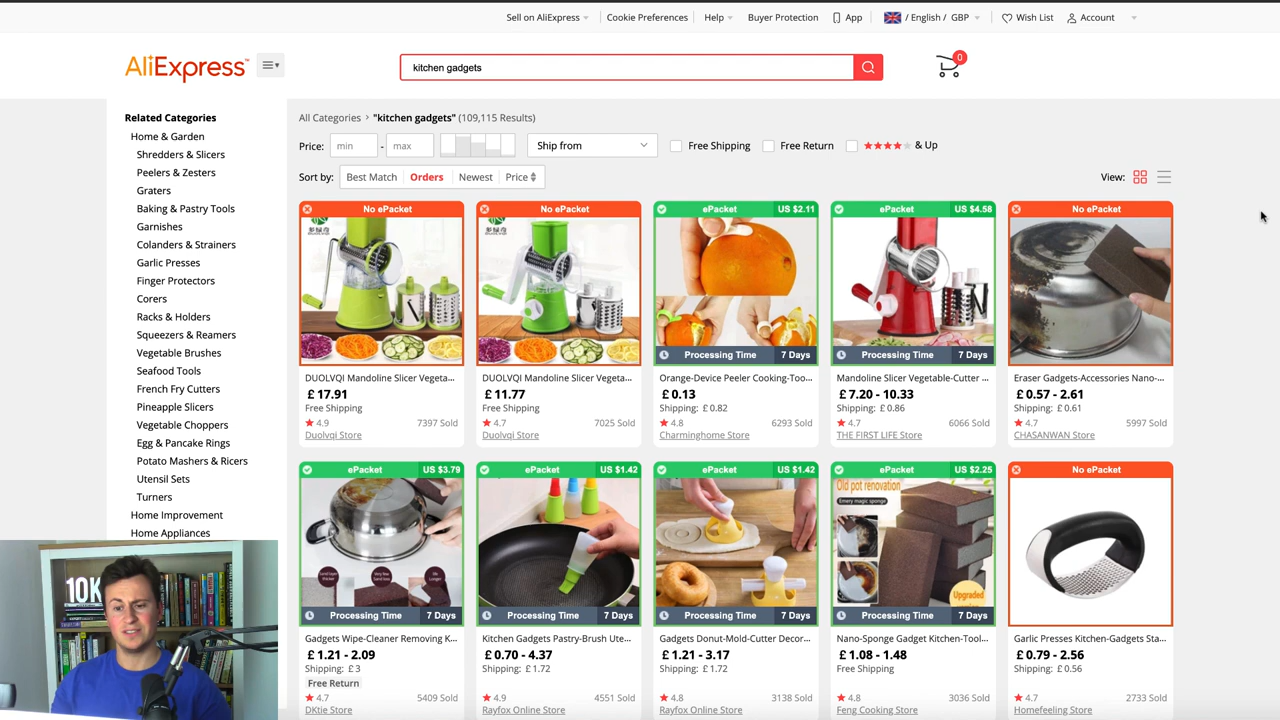 Sell on AliExpress
Cookie Preferences
Help
Buyer Protection
App
/ English / GBP
Wish List
Account
AliExpress™
kitchen gadgets
0
Related Categories
Home & Garden
Shredders & Slicers
Peelers & Zesters
Graters
Baking & Pastry Tools
Garnishes
Colanders & Strainers
Garlic Presses
Finger Protectors
Corers
Racks & Holders
Squeezers & Reamers
Vegetable Brushes
Seafood Tools
French Fry Cutters
Pineapple Slicers
Vegetable Choppers
Egg & Pancake Rings
Potato Mashers & Ricers
Utensil Sets
Turners
Home Improvement
Home Appliances
All Categories > "kitchen gadgets" (109,115 Results)
Price: min - max Ship from Free Shipping Free Return & Up
Sort by: Best Match Orders Newest Price View:
No ePacket
多绿奇
DUOLVQI Mandoline Slicer Vegeta...
£ 17.91
Free Shipping
4.9 7397 Sold
Duolvqi Store
No ePacket
多绿奇
DUOLVQI Mandoline Slicer Vegeta...
£ 11.77
Free Shipping
4.7 7025 Sold
Duolvqi Store
ePacket US $2.11
Processing Time 7 Days
Orange-Device Peeler Cooking-Too...
£ 0.13
Shipping: £ 0.82
4.8 6293 Sold
Charminghome Store
ePacket US $4.58
Processing Time 7 Days
Mandoline Slicer Vegetable-Cutter ...
£ 7.20 - 10.33
Shipping: £ 0.86
4.7 6066 Sold
THE FIRST LIFE Store
No ePacket
Eraser Gadgets-Accessories Nano-...
£ 0.57 - 2.61
Shipping: £ 0.61
4.7 5997 Sold
CHASANWAN Store
ePacket US $3.79
Processing Time 7 Days
Gadgets Wipe-Cleaner Removing K...
£ 1.21 - 2.09
Shipping: £ 3
Free Return
4.7 5409 Sold
DKtie Store
ePacket US $1.42
Processing Time 7 Days
Kitchen Gadgets Pastry-Brush Ute...
£ 0.70 - 4.37
Shipping: £ 1.72
4.9 4551 Sold
Rayfox Online Store
ePacket US $1.42
Processing Time 7 Days
Gadgets Donut-Mold-Cutter Decor...
£ 1.21 - 3.17
Shipping: £ 1.72
4.8 3138 Sold
Rayfox Online Store
ePacket US $2.25
Old pot renovation
Emery magic sponge
Upgraded
Processing Time 7 Days
Nano-Sponge Gadget Kitchen-Tool...
£ 1.08 - 1.48
Free Shipping
4.8 3036 Sold
Feng Cooking Store
No ePacket
Garlic Presses Kitchen-Gadgets Sta...
£ 0.79 - 2.56
Shipping: £ 0.56
4.7 2733 Sold
Homefeeling Store
10K